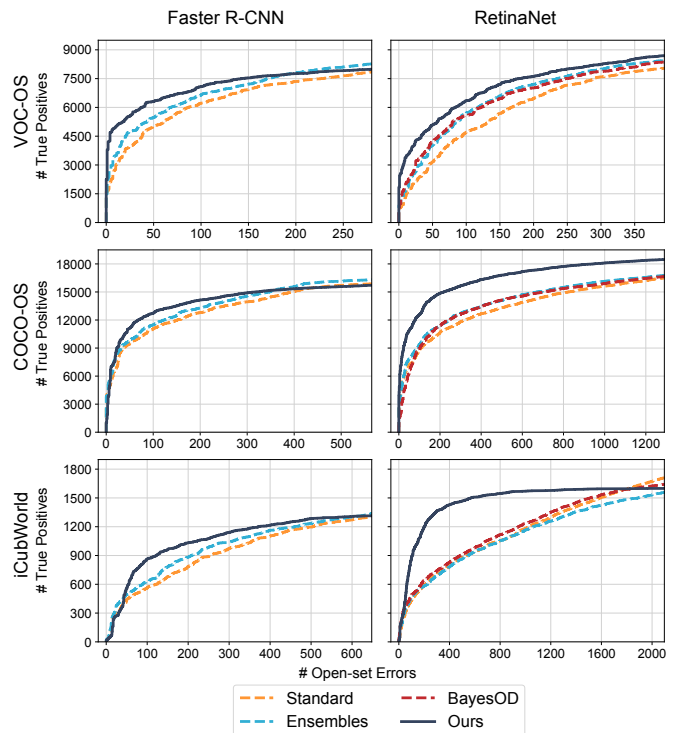 Faster R-CNN
RetinaNet
VOC-OS
# True Positives
9000
7500
6000
4500
3000
1500
0
0 50 100 150 200 250
0 50 100 150 200 250 300 350
COCO-OS
# True Positives
18000
15000
12000
9000
6000
3000
0
0 100 200 300 400 500
0 200 400 600 800 1000 1200
iCubWorld
# True Positives
1800
1500
1200
900
600
300
0
0 100 200 300 400 500 600
0 400 800 1200 1600 2000
# Open-set Errors
Standard
Ensembles
BayesOD
Ours